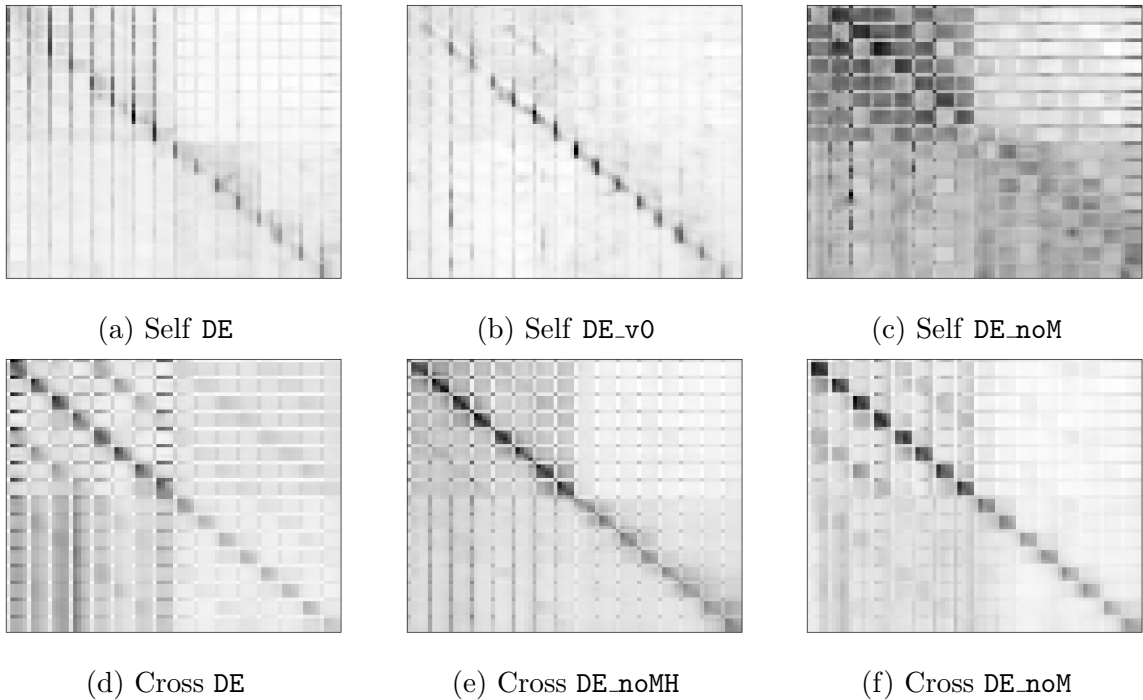 (a) Self DE
(b) Self DE_v0
(c) Self DE_noM
(d) Cross DE
(e) Cross DE_noMH
(f) Cross DE_noM